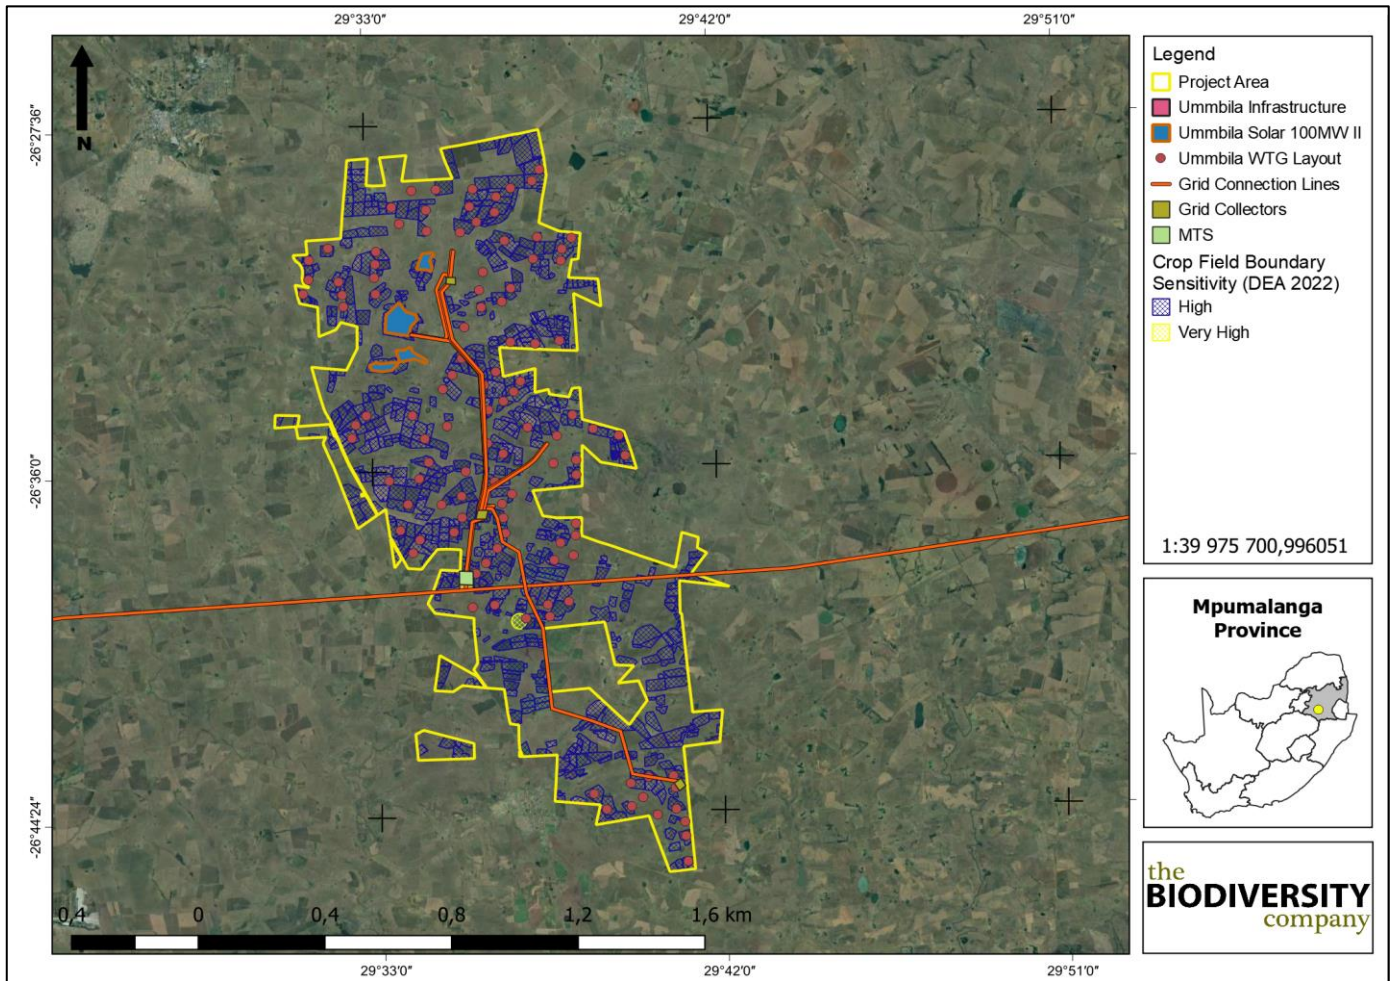 29°33'0″ 29°42'0″ 29°51'0″
-26°27'36″
-26°36'0″
-26°44'24″
N
0,4 0 0,4 0,8 1,2 1,6 km
29°33'0″ 29°42'0″ 29°51'0″
Legend
Project Area
Ummbila Infrastructure
Ummbila Solar 100MW II
Ummbila WTG Layout
Grid Connection Lines
Grid Collectors
MTS
Crop Field Boundary
Sensitivity (DEA 2022)
High
Very High
1:39 975 700,996051
Mpumalanga
Province
the
BIODIVERSITY
company